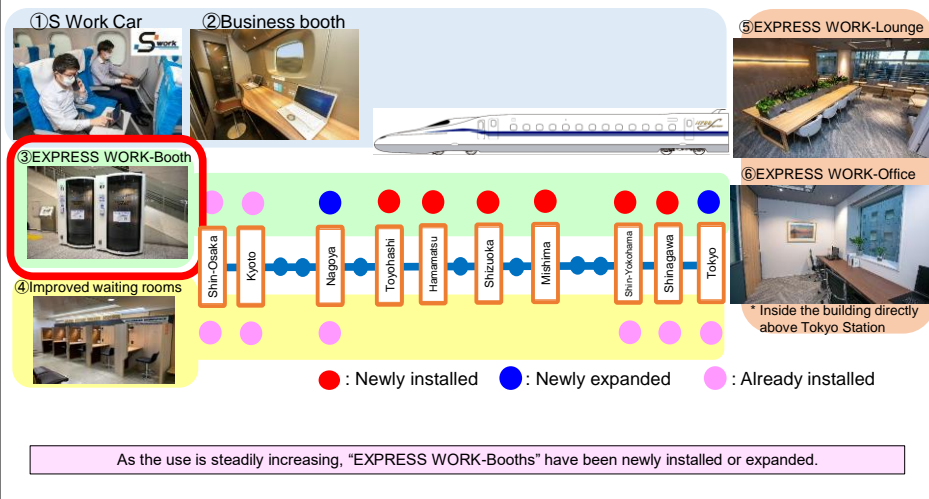 ①S Work Car
②Business booth
S work
⑤EXPRESS WORK-Lounge
③EXPRESS WORK-Booth
⑥EXPRESS WORK-Office
Shin-Osaka
Kyoto
Nagoya
Toyohashi
Hamamatsu
Shizuoka
Mishima
Shin-Yokohama
Shinagawa
Tokyo
④Improved waiting rooms
* Inside the building directly
above Tokyo Station
: Newly installed
: Newly expanded
: Already installed
As the use is steadily increasing, “EXPRESS WORK-Booths” have been newly installed or expanded.